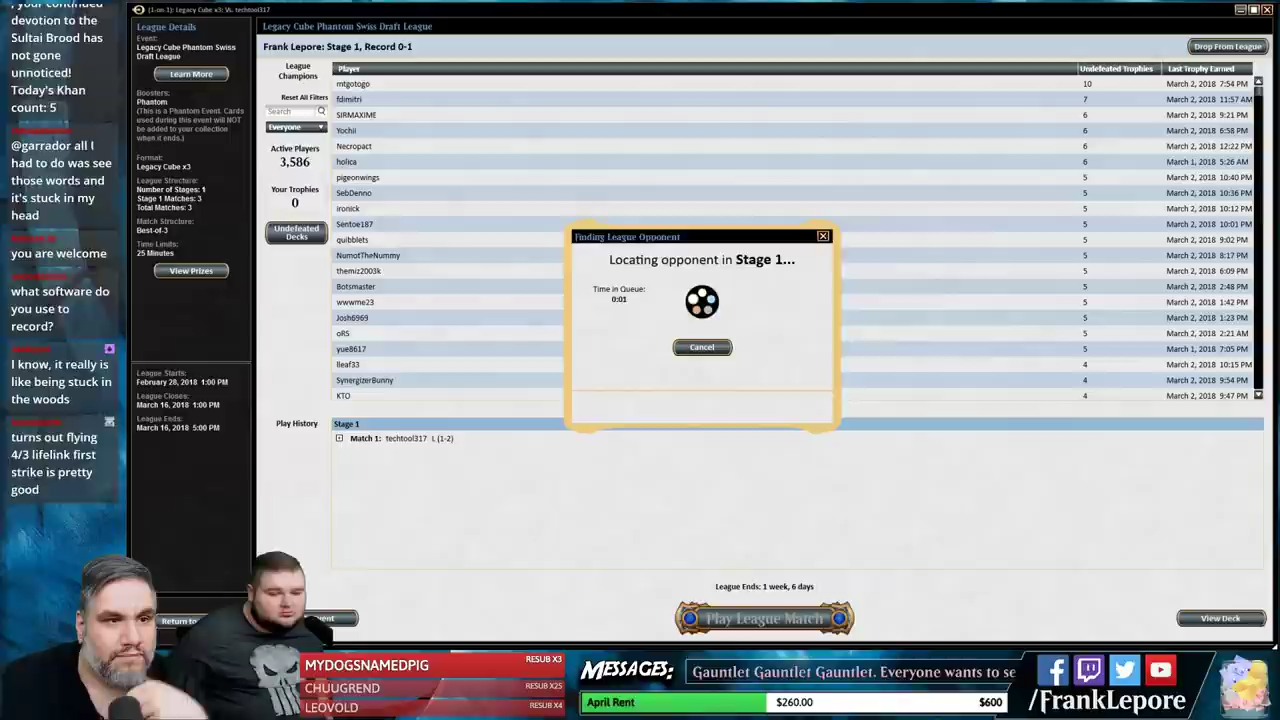 your continued
devotion to the
Sultai Brood has
not gone
unnoticed!
Today's Khan
count: 5
@garrador all I
had to do was see
those words and
it's stuck in my
head
you are welcome
what software do
you use to
record?
I know, it really is
like being stuck in
the woods
turns out flying
4/3 lifelink first
strike is pretty
good
(1-on-1): Legacy Cube x3: Vs. techtool317
League Details
Event:
Legacy Cube Phantom Swiss
Draft League
Learn More
Boosters:
Phantom
(This is a Phantom Event. Cards
used during this event will NOT
be added to your collection
when it ends.)
Format:
Legacy Cube x3
League Structure:
Number of Stages: 1
Stage 1 Matches: 3
Total Matches: 3
Match Structure:
Best-of-3
Time Limits:
25 Minutes
View Prizes
League Starts:
February 28, 2018 1:00 PM
League Closes:
March 16, 2018 1:00 PM
League Ends:
March 16, 2018 5:00 PM
Legacy Cube Phantom Swiss Draft League
Frank Lepore: Stage 1, Record 0-1
Drop From League
League
Champions
Reset All Filters
Search
Everyone
Active Players
3,586
Your Trophies
0
Undefeated
Decks
Player Undefeated Trophies Last Trophy Earned
mtgotogo 10 March 2, 2018 7:54 PM
fdimitri 7 March 2, 2018 11:57 AM
SIRMAXIME 6 March 2, 2018 9:21 PM
Yochii 6 March 2, 2018 6:58 PM
Necropact 6 March 2, 2018 12:22 PM
holica 6 March 1, 2018 5:26 AM
pigeonwings 5 March 2, 2018 10:40 PM
SebDenno 5 March 2, 2018 10:36 PM
ironick 5 March 2, 2018 10:12 PM
Sentoe187 5 March 2, 2018 10:01 PM
quibblets 5 March 2, 2018 9:02 PM
NumotTheNummy 5 March 2, 2018 8:17 PM
themiz2003k 5 March 2, 2018 6:09 PM
Botsmaster 5 March 2, 2018 2:48 PM
wwwme23 5 March 2, 2018 1:42 PM
Josh6969 5 March 2, 2018 1:23 PM
oRS 5 March 2, 2018 2:21 AM
yue8617 5 March 1, 2018 7:05 PM
lleaf33 4 March 2, 2018 10:15 PM
SynergizerBunny 4 March 2, 2018 9:54 PM
KTO 4 March 2, 2018 9:47 PM
Finding League Opponent
Locating opponent in Stage 1...
Time in Queue:
0:01
Cancel
Play History
Stage 1
Match 1: techtool317 L (1-2)
League Ends: 1 week, 6 days
Return to
Play League Match
View Deck
MYDOGSNAMEDPIG RESUB X3
CHUUGREND RESUB X25
LEOVOLD RESUB X4
MESSAGES:
Gauntlet Gauntlet Gauntlet. Everyone wants to se
April Rent $260.00 $600
/FrankLepore